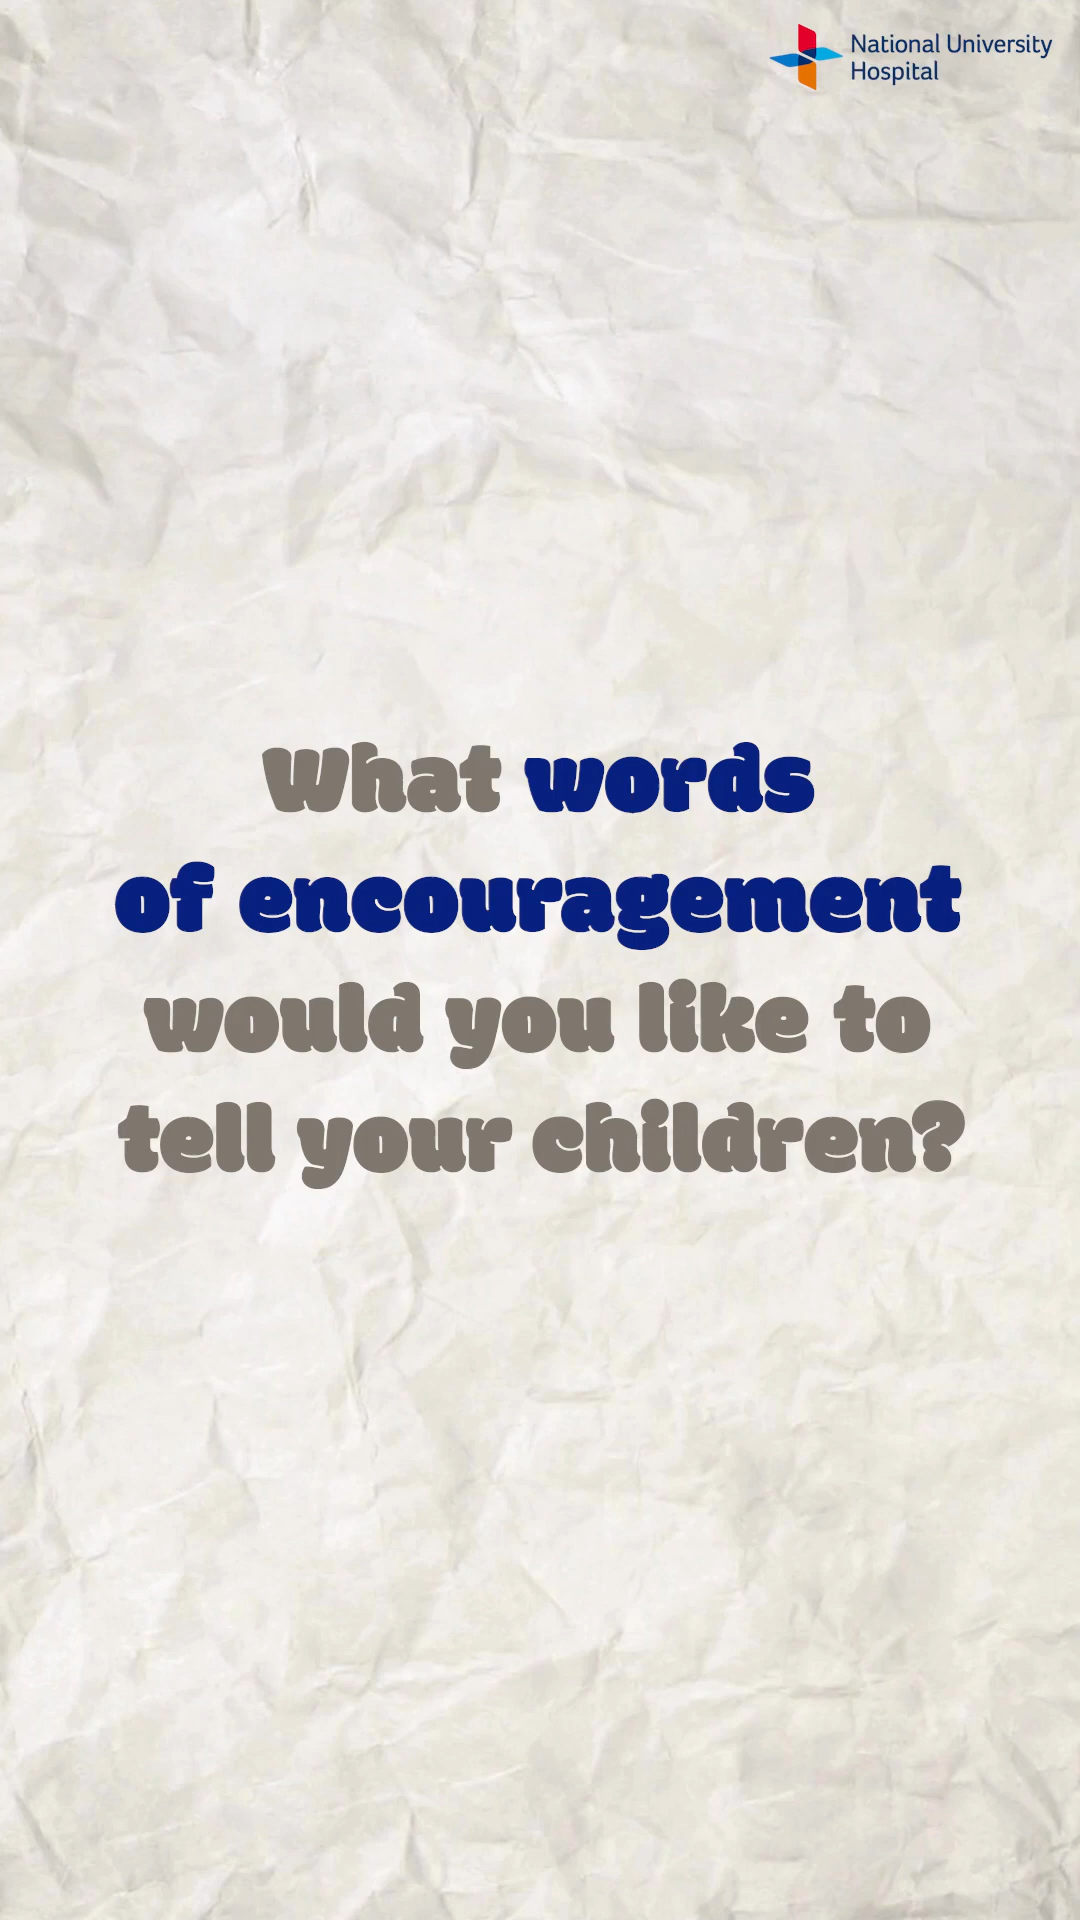 National University
Hospital
What words
of encouragement
would you like to
tell your children?